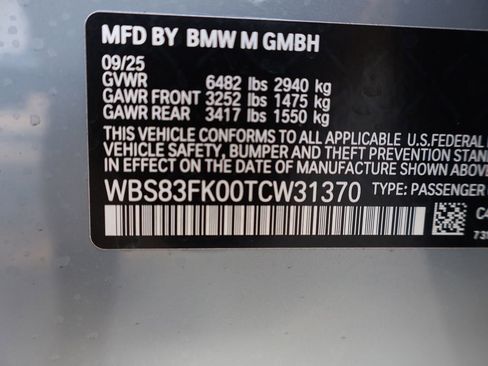 MFD BY BMW M GMBH
09/25
GVWR 6482 lbs 2940 kg
GAWR FRONT 3252 lbs 1475 kg
GAWR REAR 3417 lbs 1550 kg
THIS VEHICLE CONFORMS TO ALL APPLICABLE U.S.FEDERAL
VEHICLE SAFETY, BUMPER AND THEFT PREVENTION
IN EFFECT ON THE DATE OF MANUFACTURE SHOWN ABOVE
WBS83FK00TCW31370 TYPE: PASSENGER